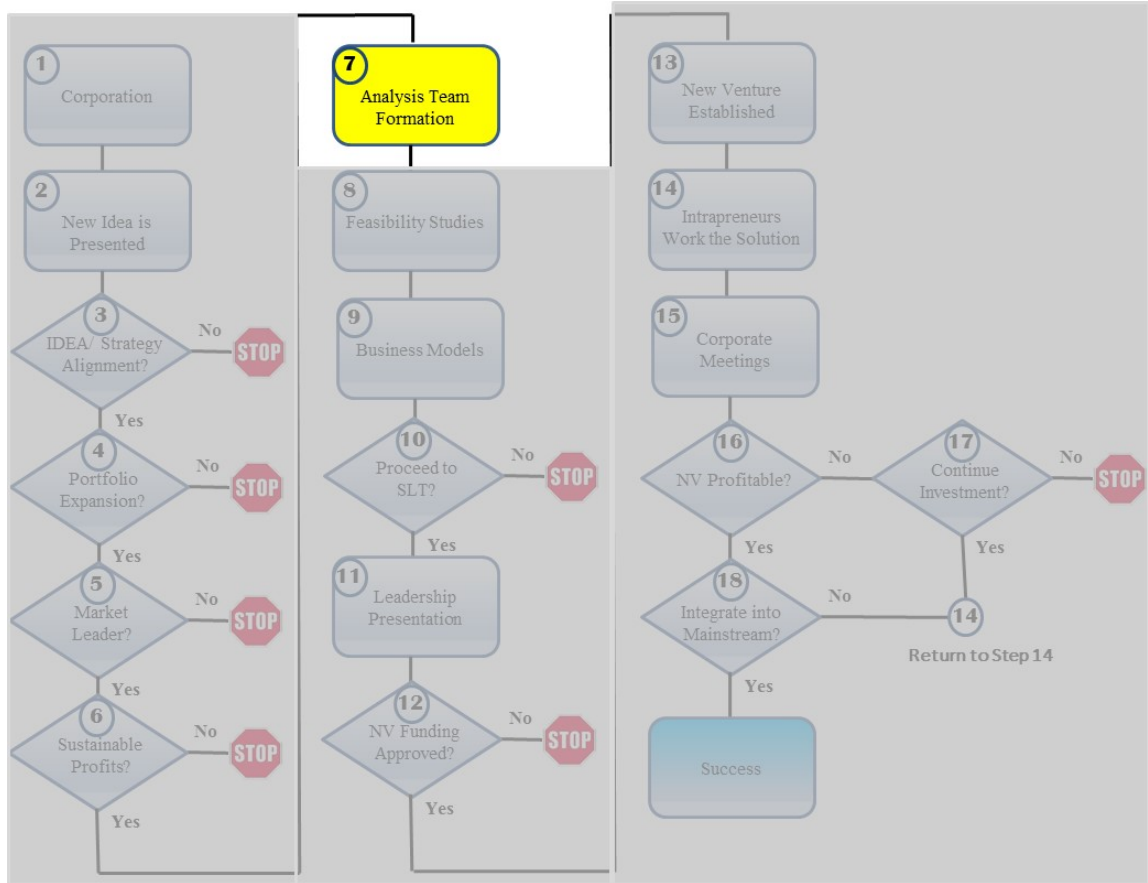 1
Corporation
2
New Idea is
Presented
3
IDEA/ Strategy
Alignment?
No
STOP
Yes
4
Portfolio
Expansion?
No
STOP
Yes
5
Market
Leader?
No
STOP
Yes
6
Sustainable
Profits?
No
STOP
Yes
7
Analysis Team
Formation
8
Feasibility Studies
9
Business Models
10
Proceed to
SLT?
No
STOP
Yes
11
Leadership
Presentation
12
NV Funding
Approved?
No
STOP
Yes
13
New Venture
Established
14
Intrapreneurs
Work the Solution
15
Corporate
Meetings
16
NV Profitable?
No
17
Continue
Investment?
No
STOP
Yes
Yes
18
Integrate into
Mainstream?
No
14
Return to Step 14
Yes
Success